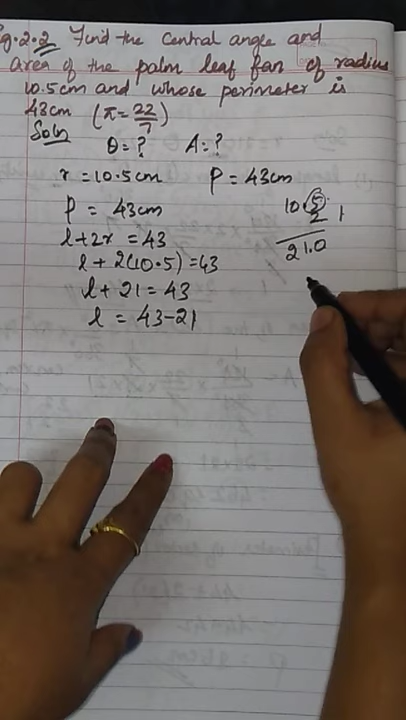 Eg.2.2 Find the central angle and
area of the palm leaf fan of radius
10.5cm and whose perimeter is
43cm (π=22/7)
Soln
θ=? A=?
r=10.5cm P=43cm
P = 43cm
l+2r = 43
l + 2(10.5)=43
l + 21 = 43
l = 43-21
10.5
2 1
21.0